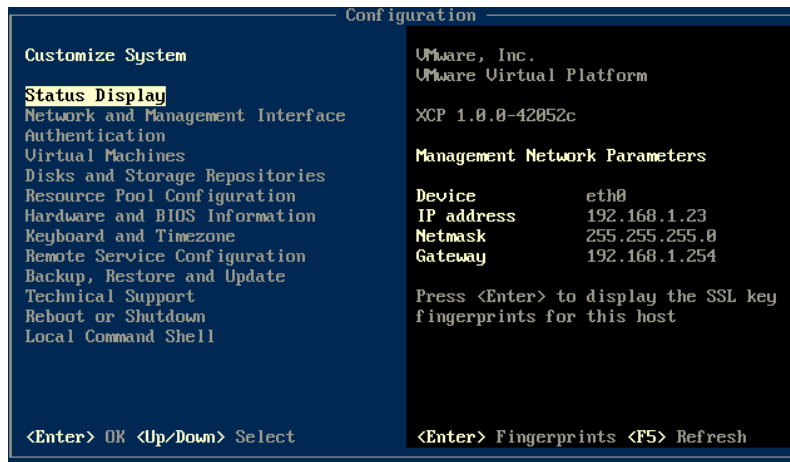 Configuration
Customize System
Status Display
Network and Management Interface
Authentication
Virtual Machines
Disks and Storage Repositories
Resource Pool Configuration
Hardware and BIOS Information
Keyboard and Timezone
Remote Service Configuration
Backup, Restore and Update
Technical Support
Reboot or Shutdown
Local Command Shell
<Enter> OK <Up/Down> Select
VMware, Inc.
VMware Virtual Platform
XCP 1.0.0-42052c
Management Network Parameters
Device eth0
IP address 192.168.1.23
Netmask 255.255.255.0
Gateway 192.168.1.254
Press <Enter> to display the SSL key
fingerprints for this host
<Enter> Fingerprints <F5> Refresh